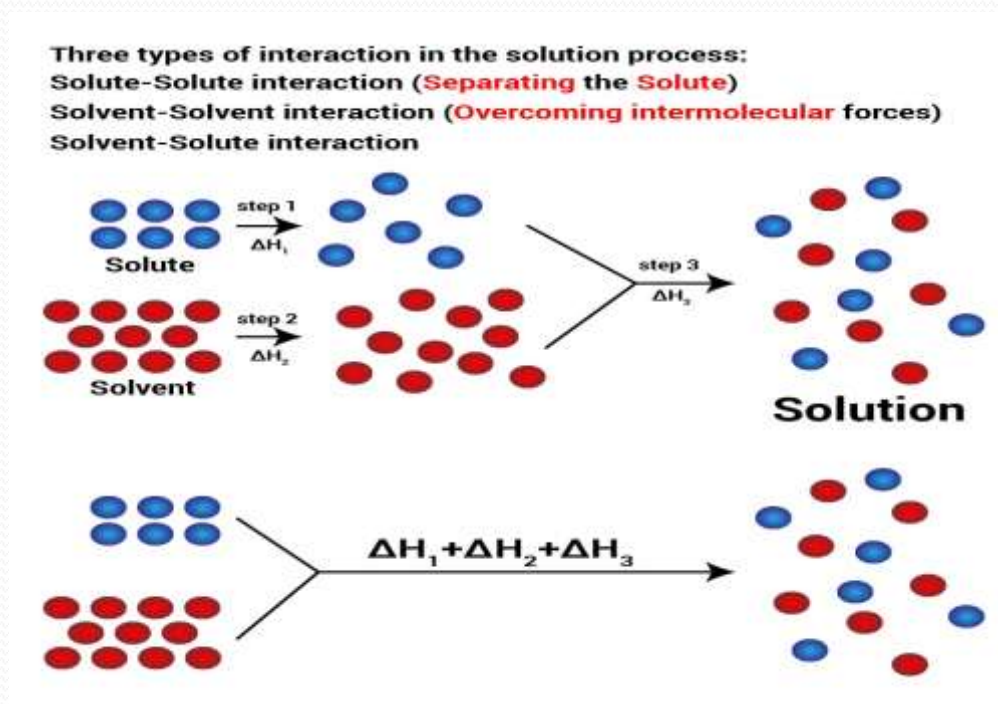 Three types of interaction in the solution process:
Solute-Solute interaction (Separating the Solute)
Solvent-Solvent interaction (Overcoming intermolecular forces)
Solvent-Solute interaction
step 1
ΔH₁
Solute
step 2
ΔH₂
Solvent
step 3
ΔH₃
Solution
ΔH₁+ΔH₂+ΔH₃